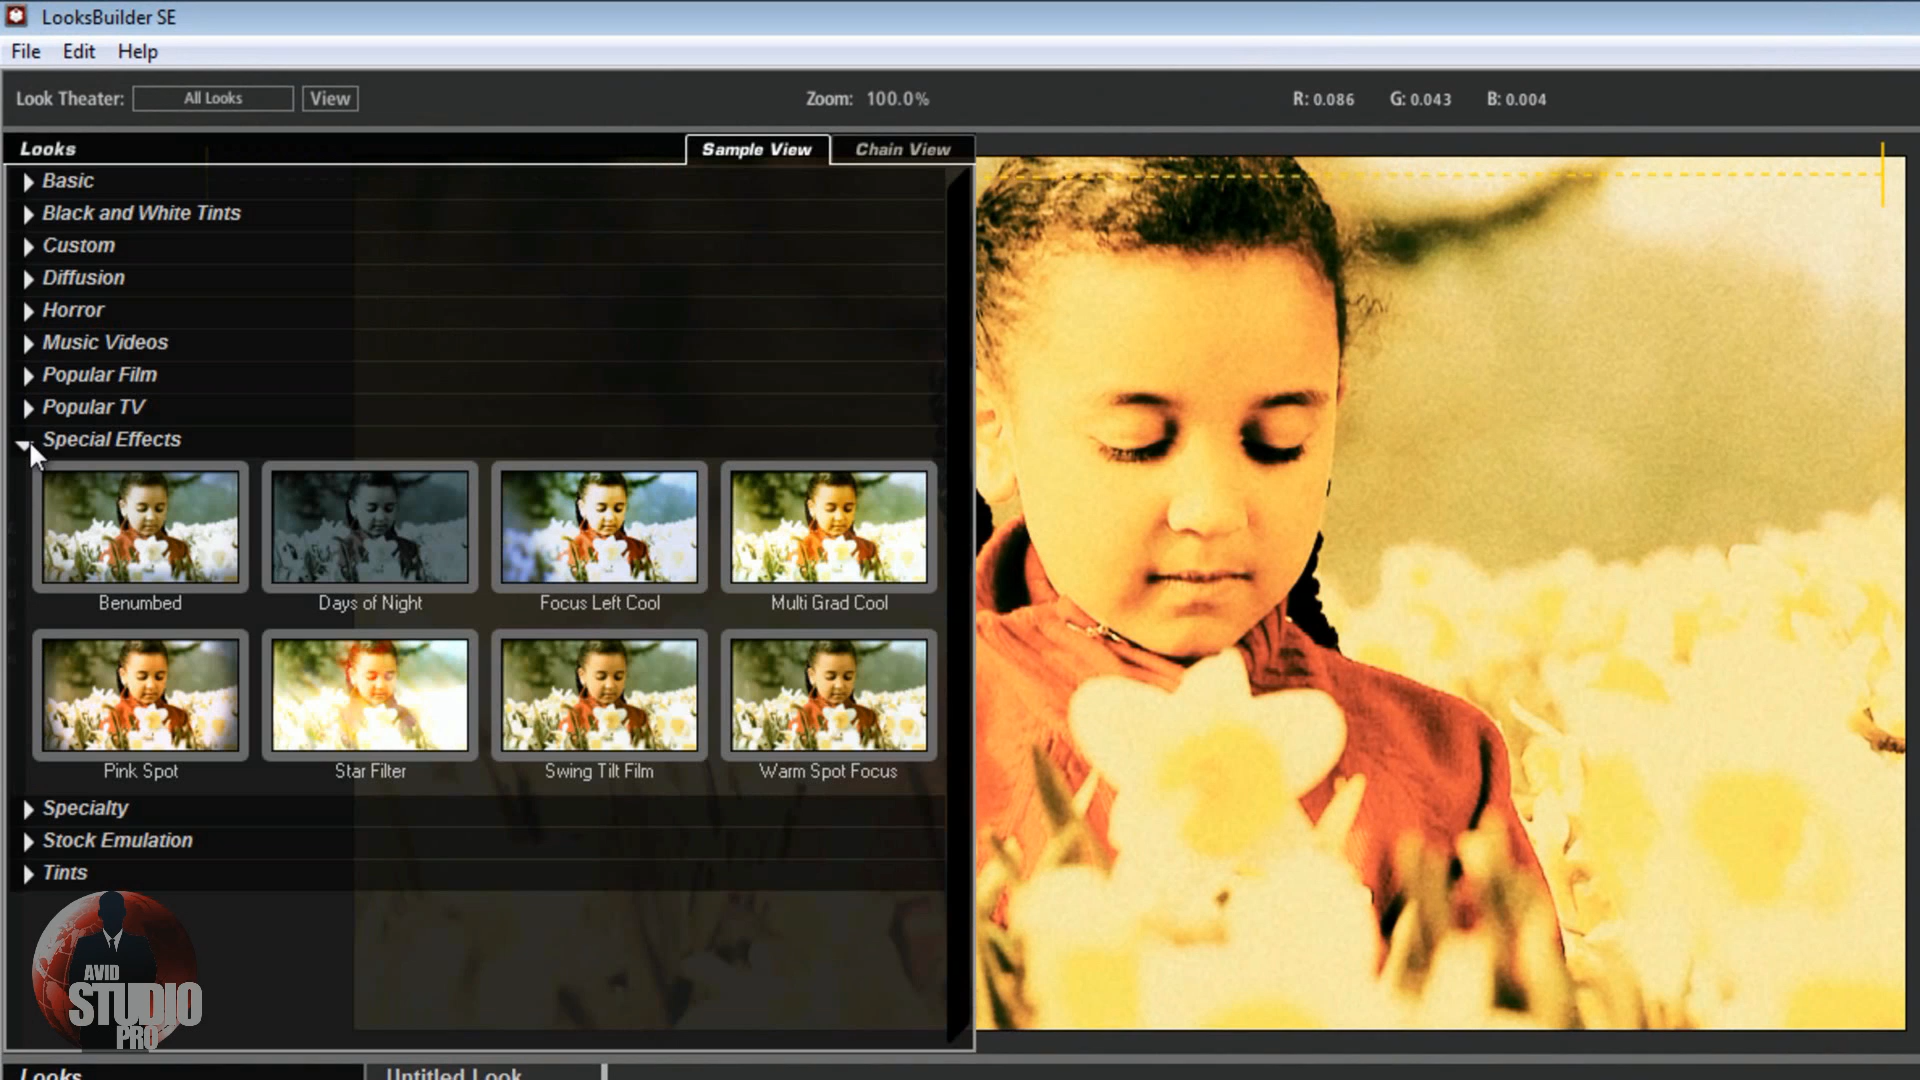 LooksBuilder SE
File Edit Help
Look Theater: All Looks View Zoom: 100.0% R: 0.086 G: 0.043 B: 0.004
Looks Sample View Chain View
Basic
Black and White Tints
Custom
Diffusion
Horror
Music Videos
Popular Film
Popular TV
Special Effects
Benumbed Days of Night Focus Left Cool Multi Grad Cool
Pink Spot Star Filter Swing Tilt Film Warm Spot Focus
Specialty
Stock Emulation
Tints
AVID
STUDIO
PRO
Looks Untitled Look